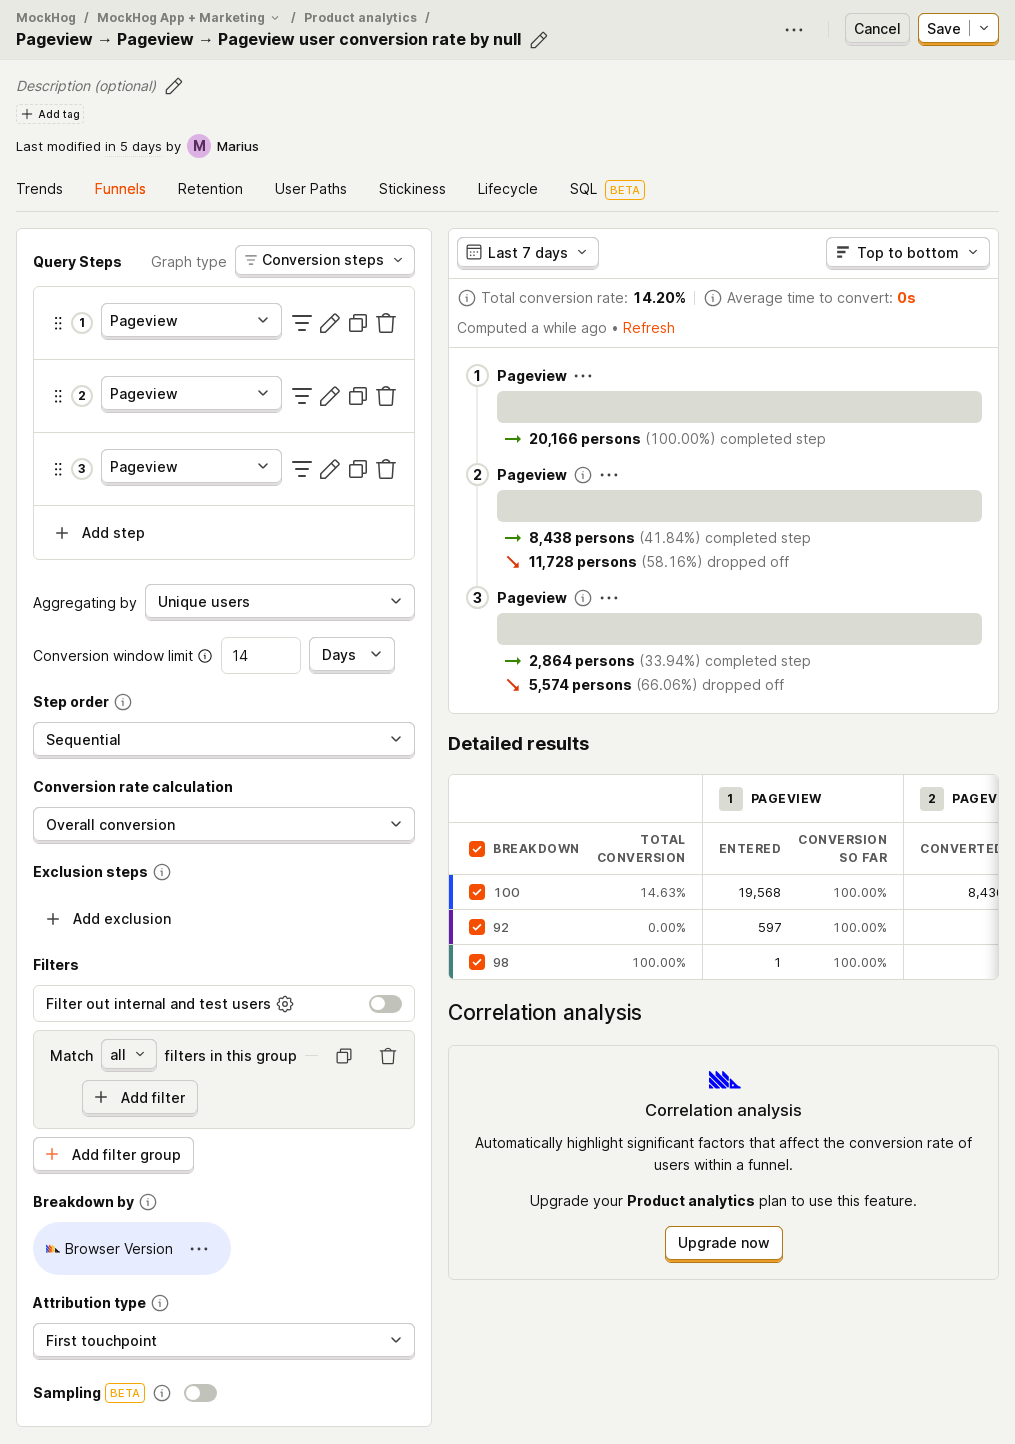 MockHog / MockHog App + Marketing / Product analytics /
Pageview → Pageview → Pageview user conversion rate by null
Cancel
Save
Description (optional)
Add tag
Last modified in 5 days by M Marius
Trends Funnels Retention User Paths Stickiness Lifecycle SQL BETA
Query Steps
Graph type
Conversion steps
1 Pageview
2 Pageview
3 Pageview
Add step
Aggregating by Unique users
Conversion window limit 14 Days
Step order
Sequential
Conversion rate calculation
Overall conversion
Exclusion steps
Add exclusion
Filters
Filter out internal and test users
Match all filters in this group
Add filter
Add filter group
Breakdown by
Browser Version
Attribution type
First touchpoint
Sampling BETA
Last 7 days
Top to bottom
Total conversion rate: 14.20%
Average time to convert: 0s
Computed a while ago • Refresh
1 Pageview
20,166 persons (100.00%) completed step
2 Pageview
8,438 persons (41.84%) completed step
11,728 persons (58.16%) dropped off
3 Pageview
2,864 persons (33.94%) completed step
5,574 persons (66.06%) dropped off
Detailed results
1 PAGEVIEW 2
BREAKDOWN TOTAL CONVERSION ENTERED CONVERSION SO FAR CONVERTED
100 14.63% 19,568 100.00%
92 0.00% 597 100.00%
98 100.00% 1 100.00%
Correlation analysis
Correlation analysis
Automatically highlight significant factors that affect the conversion rate of
users within a funnel.
Upgrade your Product analytics plan to use this feature.
Upgrade now